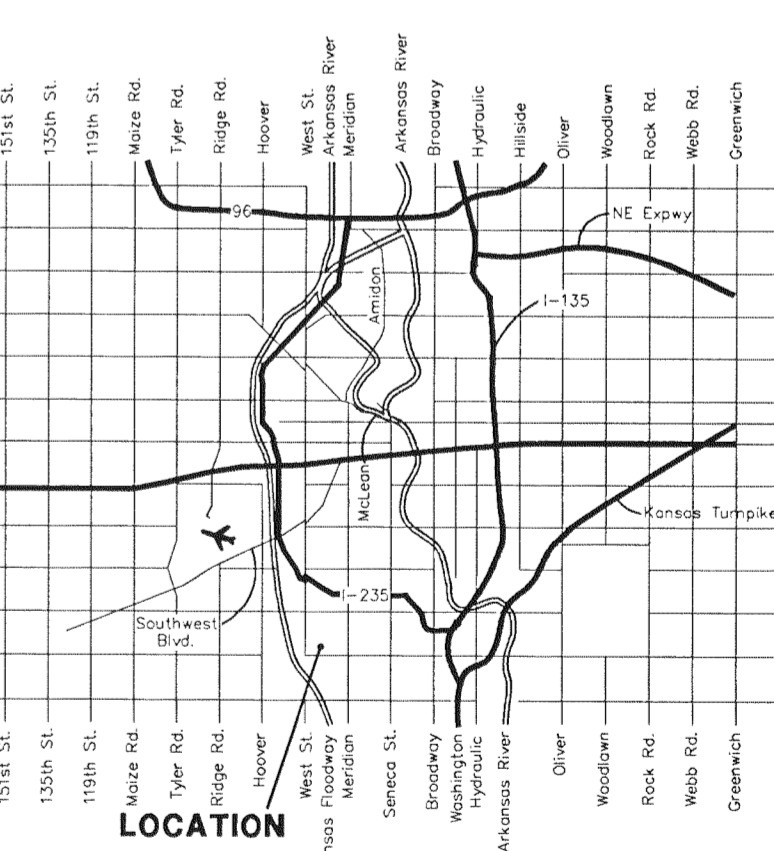 151st St.
135th St.
119th St.
Maize Rd.
Tyler Rd.
Ridge Rd.
Hoover
West St.
Arkansas River
Meridian
Arkansas River
Broadway
Hydraulic
Hillside
Oliver
Woodlawn
Rock Rd.
Webb Rd.
Greenwich
96
NE Expwy
Amidon
I-135
McLean
Kansas Turnpike
I-235
Southwest
Blvd.
151st St.
135th St.
119th St.
Maize Rd.
Tyler Rd.
Ridge Rd.
Hoover
West St.
nsas Floodway
Meridian
Seneca St.
Broadway
Washington
Hydraulic
Arkansas River
Oliver
Woodlawn
Rock Rd.
Webb Rd.
Greenwich
LOCATION